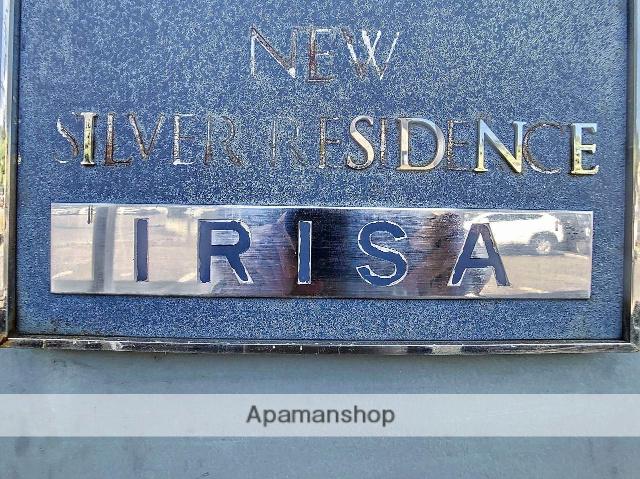 NEW
SILVER RESIDENCE
IRISA
Apamanshop